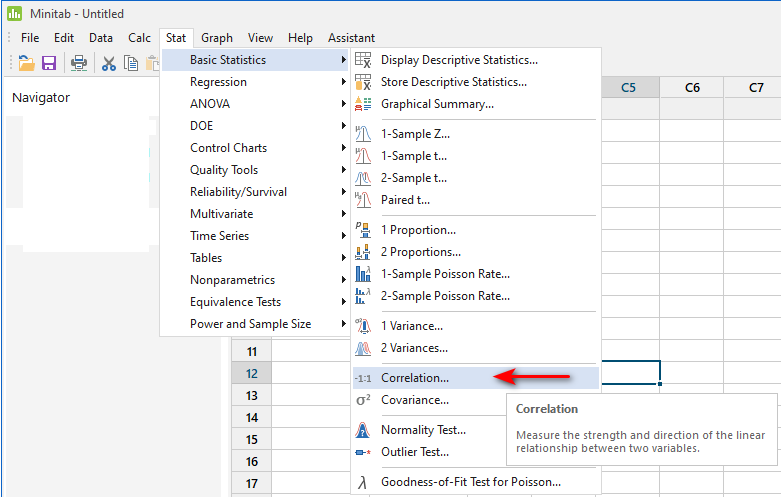 Minitab - Untitled
File Edit Data Calc Stat Graph View Help Assistant
Navigator
Basic Statistics
Regression
ANOVA
DOE
Control Charts
Quality Tools
Reliability/Survival
Multivariate
Time Series
Tables
Nonparametrics
Equivalence Tests
Power and Sample Size
Display Descriptive Statistics...
Store Descriptive Statistics...
Graphical Summary...
1-Sample Z...
1-Sample t...
2-Sample t...
Paired t...
1 Proportion...
2 Proportions...
1-Sample Poisson Rate...
2-Sample Poisson Rate...
1 Variance...
2 Variances...
-1:1 Correlation...
σ² Covariance...
Normality Test...
Outlier Test...
λ Goodness-of-Fit Test for Poisson...
C5 C6 C7
11
12
13
14
15
16
17
Correlation
Measure the strength and direction of the linear
relationship between two variables.